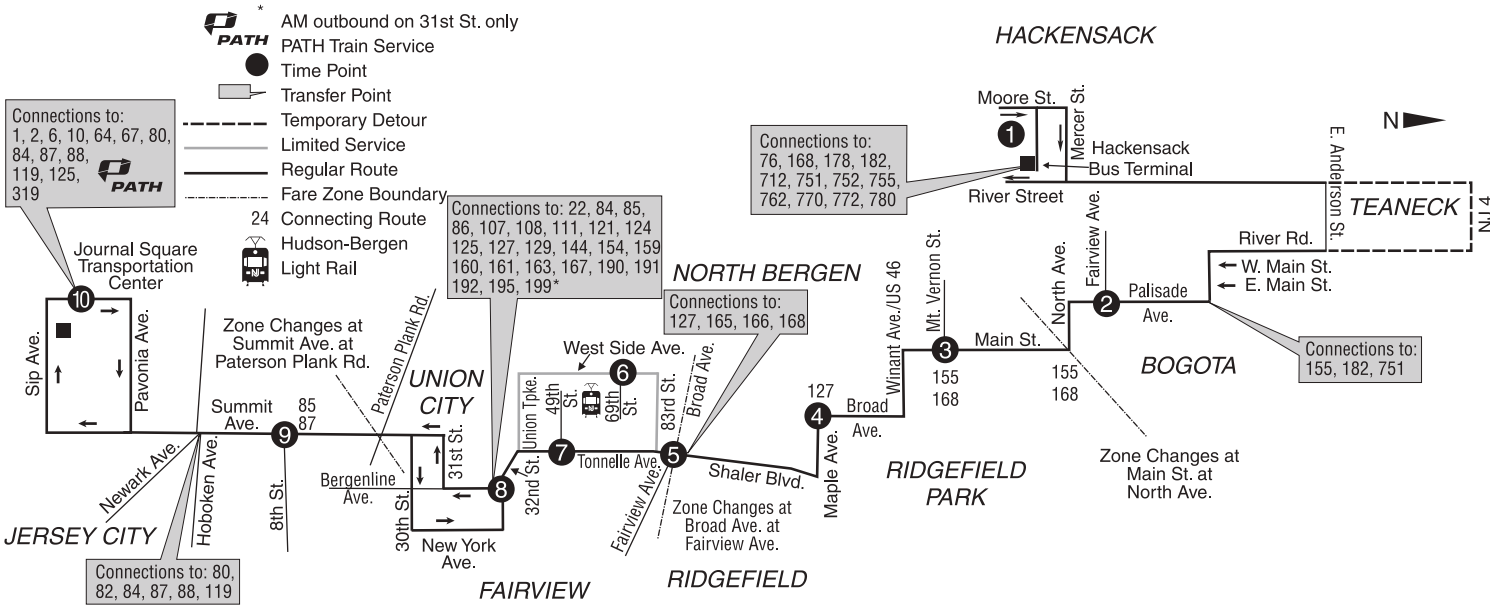 *
AM outbound on 31st St. only
PATH
PATH Train Service
Time Point
Transfer Point
Temporary Detour
Limited Service
Regular Route
Fare Zone Boundary
24 Connecting Route
Hudson-Bergen
Light Rail
Connections to:
1, 2, 6, 10, 64, 67, 80,
84, 87, 88,
119, 125,
319
PATH
Journal Square
Transportation
Center
10
Sip Ave.
Pavonia Ave.
Newark Ave.
Hoboken Ave.
JERSEY CITY
Connections to: 80,
82, 84, 87, 88, 119
Summit
Ave.
9
85
87
8th St.
Zone Changes at
Summit Ave. at
Paterson Plank Rd.
Paterson Plank Rd.
UNION
CITY
Bergenline
Ave.
30th St.
31st St.
New York
Ave.
8
32nd St.
Connections to: 22, 84, 85,
86, 107, 108, 111, 121, 124
125, 127, 129, 144, 154, 159
160, 161, 163, 167, 190, 191
192, 195, 199*
Union Tpke.
West Side Ave.
6
49th
St.
69th
St.
7
Tonnelle Ave.
83rd St.
Broad Ave.
5
Fairview Ave.
FAIRVIEW
NORTH BERGEN
Connections to:
127, 165, 166, 168
Zone Changes at
Broad Ave. at
Fairview Ave.
RIDGEFIELD
Shaler Blvd.
Maple Ave.
127
4
Broad
Ave.
Winant Ave./US 46
Mt. Vernon St.
3
155
168
Main St.
RIDGEFIELD
PARK
North Ave.
155
168
Zone Changes at
Main St. at
North Ave.
Fairview Ave.
2
Palisade
Ave.
BOGOTA
Connections to:
155, 182, 751
W. Main St.
E. Main St.
River Rd.
E. Anderson St.
TEANECK
NJ 4
N
HACKENSACK
Moore St.
Mercer St.
1
Hackensack
Bus Terminal
River Street
Connections to:
76, 168, 178, 182,
712, 751, 752, 755,
762, 770, 772, 780